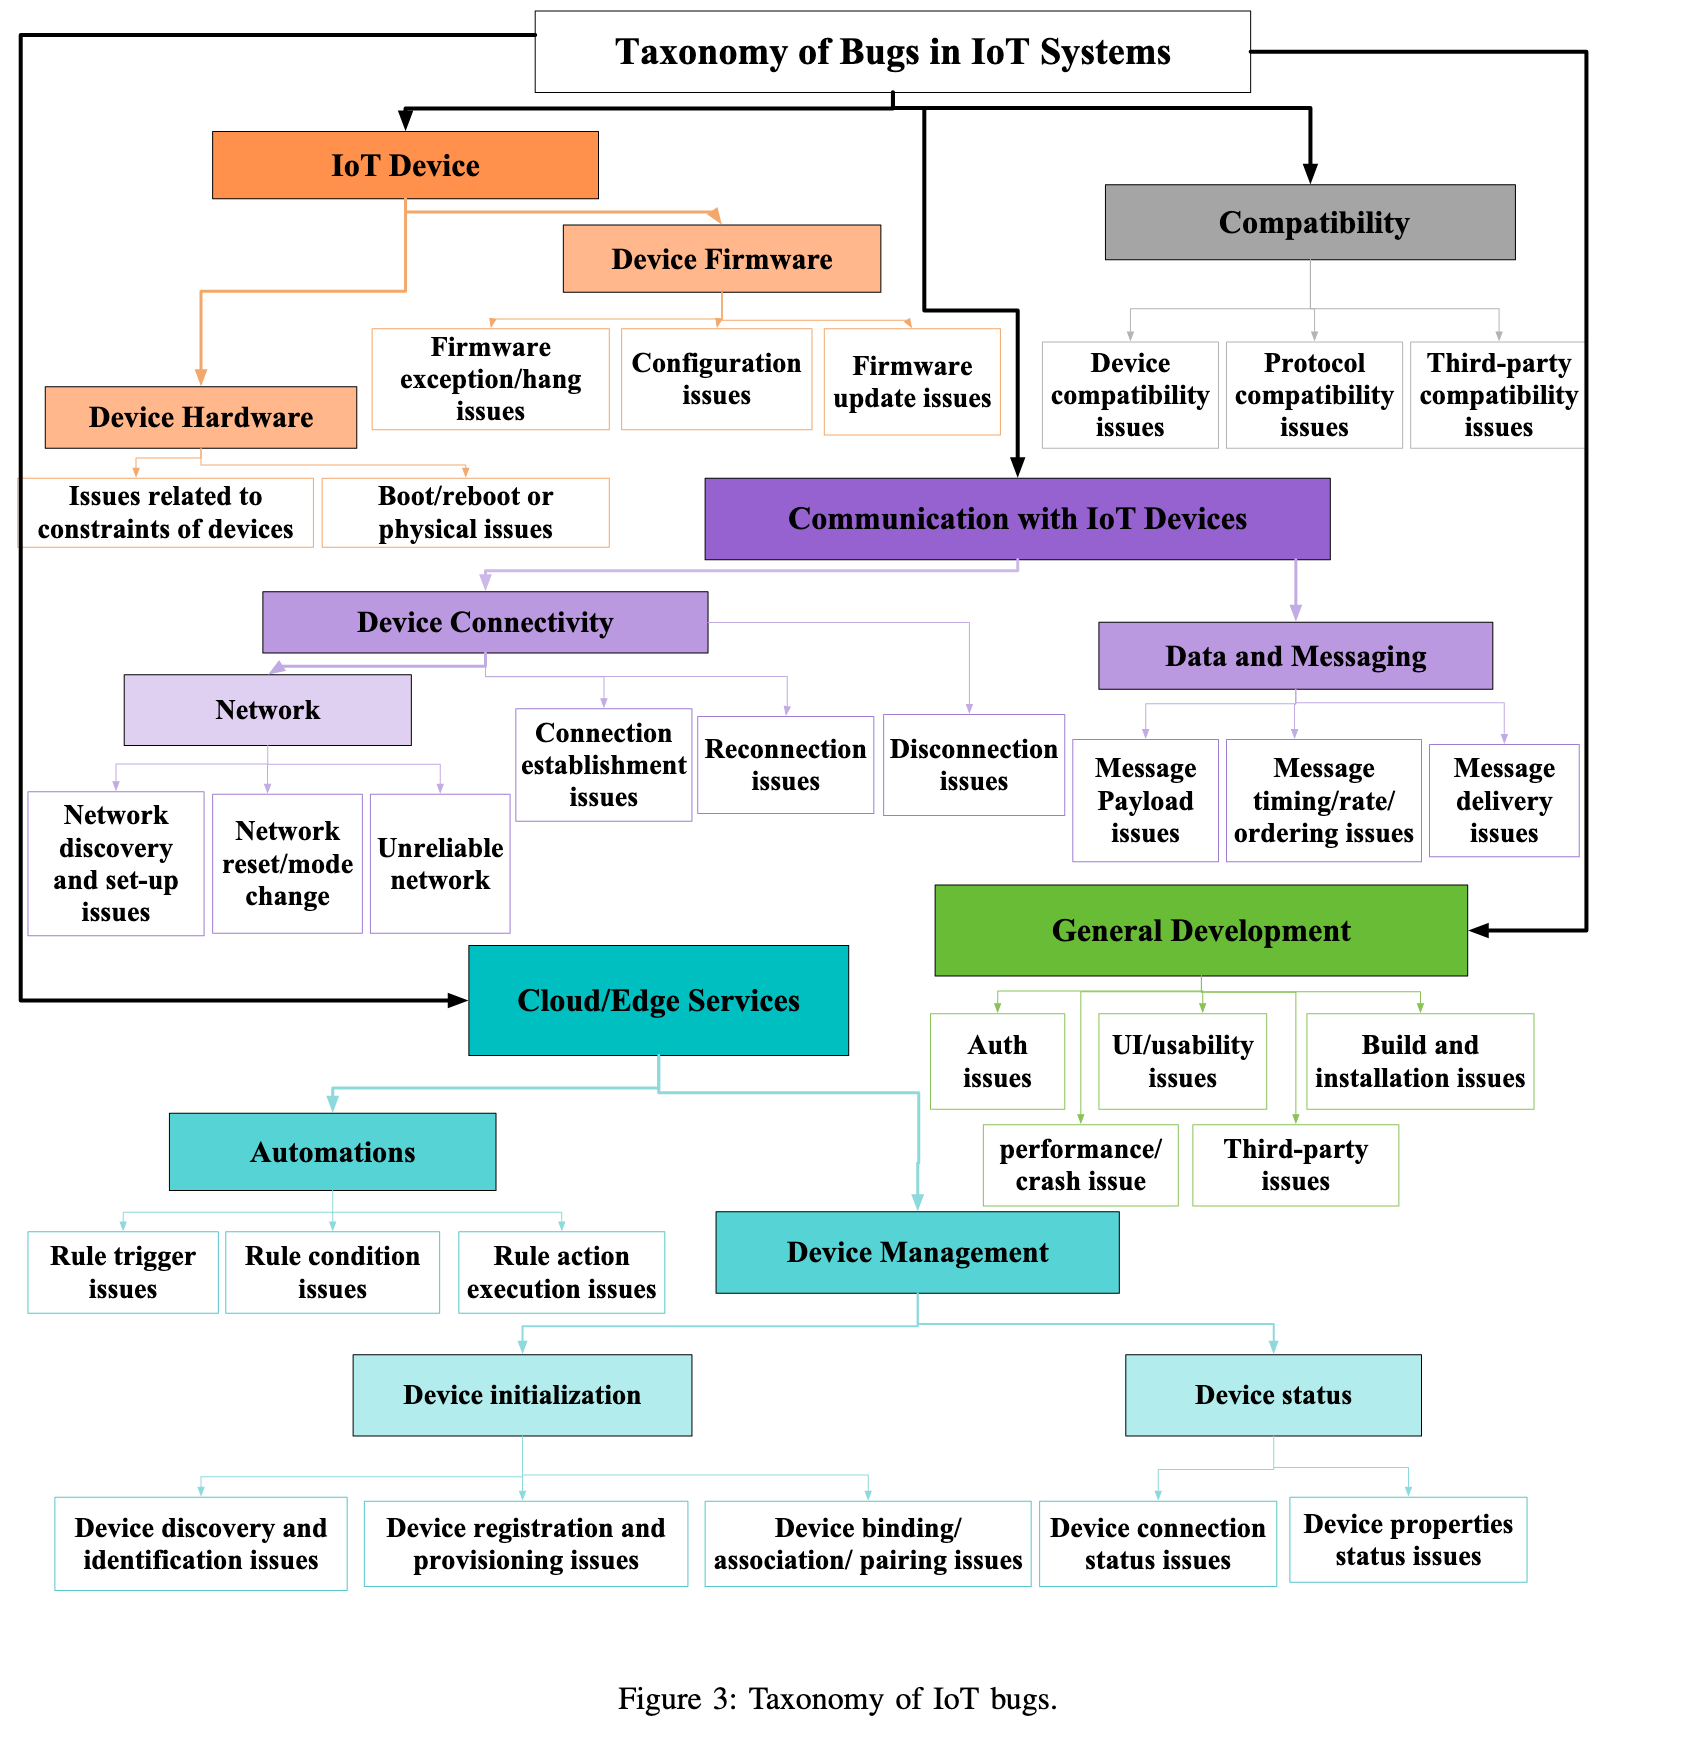 Taxonomy of Bugs in IoT Systems
IoT Device
Compatibility
Device Firmware
Firmware
exception/hang
issues
Configuration
issues
Firmware
update issues
Device
compatibility
issues
Protocol
compatibility
issues
Third-party
compatibility
issues
Device Hardware
Issues related to
constraints of devices
Boot/reboot or
physical issues
Communication with IoT Devices
Device Connectivity
Data and Messaging
Network
Connection
establishment
issues
Reconnection
issues
Disconnection
issues
Message
Payload
issues
Message
timing/rate/
ordering issues
Message
delivery
issues
Network
discovery
and set-up
issues
Network
reset/mode
change
Unreliable
network
General Development
Cloud/Edge Services
Auth
issues
UI/usability
issues
Build and
installation issues
performance/
crash issue
Third-party
issues
Automations
Rule trigger
issues
Rule condition
issues
Rule action
execution issues
Device Management
Device initialization
Device status
Device discovery and
identification issues
Device registration and
provisioning issues
Device binding/
association/ pairing issues
Device connection
status issues
Device properties
status issues
Figure 3: Taxonomy of IoT bugs.